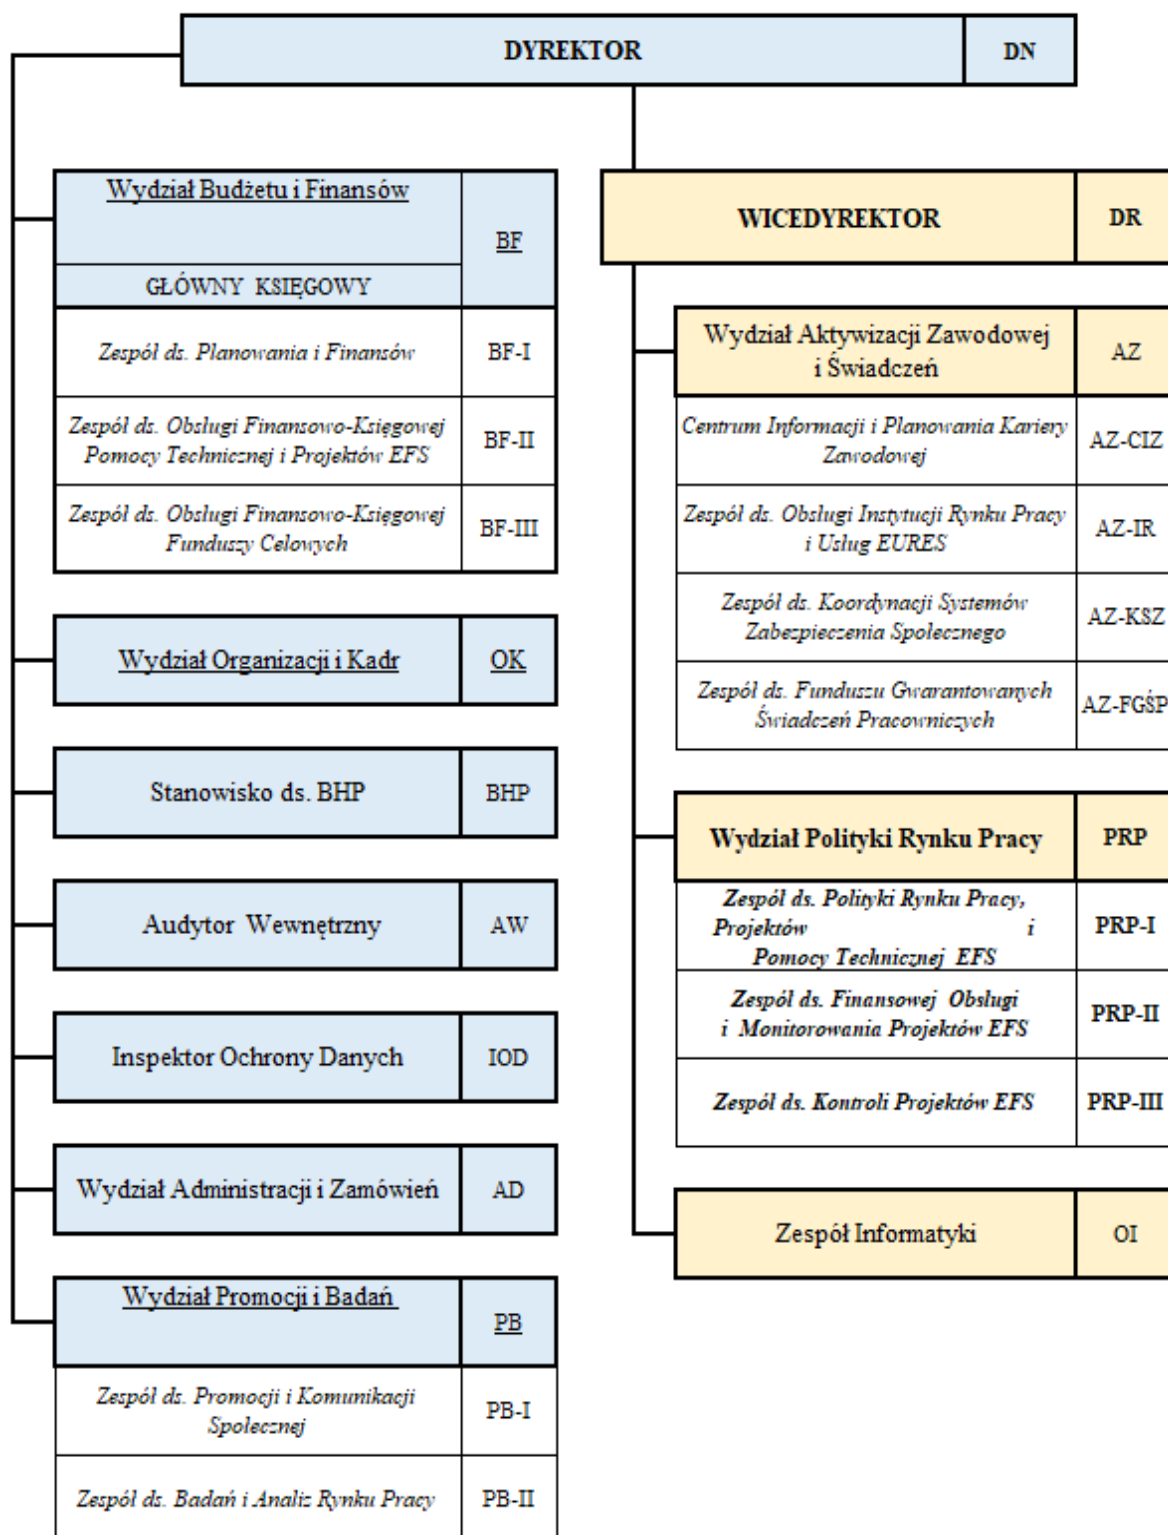 DYREKTOR DN
Wydział Budżetu i Finansów
BF
GŁÓWNY KSIĘGOWY
Zespół ds. Planowania i Finansów BF-I
Zespół ds. Obsługi Finansowo-Księgowej
Pomocy Technicznej i Projektów EFS
BF-II
Zespół ds. Obsługi Finansowo-Księgowej
Funduszy Celowych
BF-III
Wydział Organizacji i Kadr OK
Stanowisko ds. BHP BHP
Audytor Wewnętrzny AW
Inspektor Ochrony Danych IOD
Wydział Administracji i Zamówień AD
Wydział Promocji i Badań
PB
Zespół ds. Promocji i Komunikacji
Społecznej
PB-I
Zespół ds. Badań i Analiz Rynku Pracy PB-II
WICEDYREKTOR DR
Wydział Aktywizacji Zawodowej
i Świadczeń
AZ
Centrum Informacji i Planowania Kariery
Zawodowej
AZ-CIZ
Zespół ds. Obsługi Instytucji Rynku Pracy
i Usług EURES
AZ-IR
Zespół ds. Koordynacji Systemów
Zabezpieczenia Społecznego
AZ-KSZ
Zespół ds. Funduszu Gwarantowanych
Świadczeń Pracowniczych
AZ-FGŚP
Wydział Polityki Rynku Pracy PRP
Zespół ds. Polityki Rynku Pracy,
Projektów i
Pomocy Technicznej EFS
PRP-I
Zespół ds. Finansowej Obsługi
i Monitorowania Projektów EFS
PRP-II
Zespół ds. Kontroli Projektów EFS PRP-III
Zespół Informatyki OI